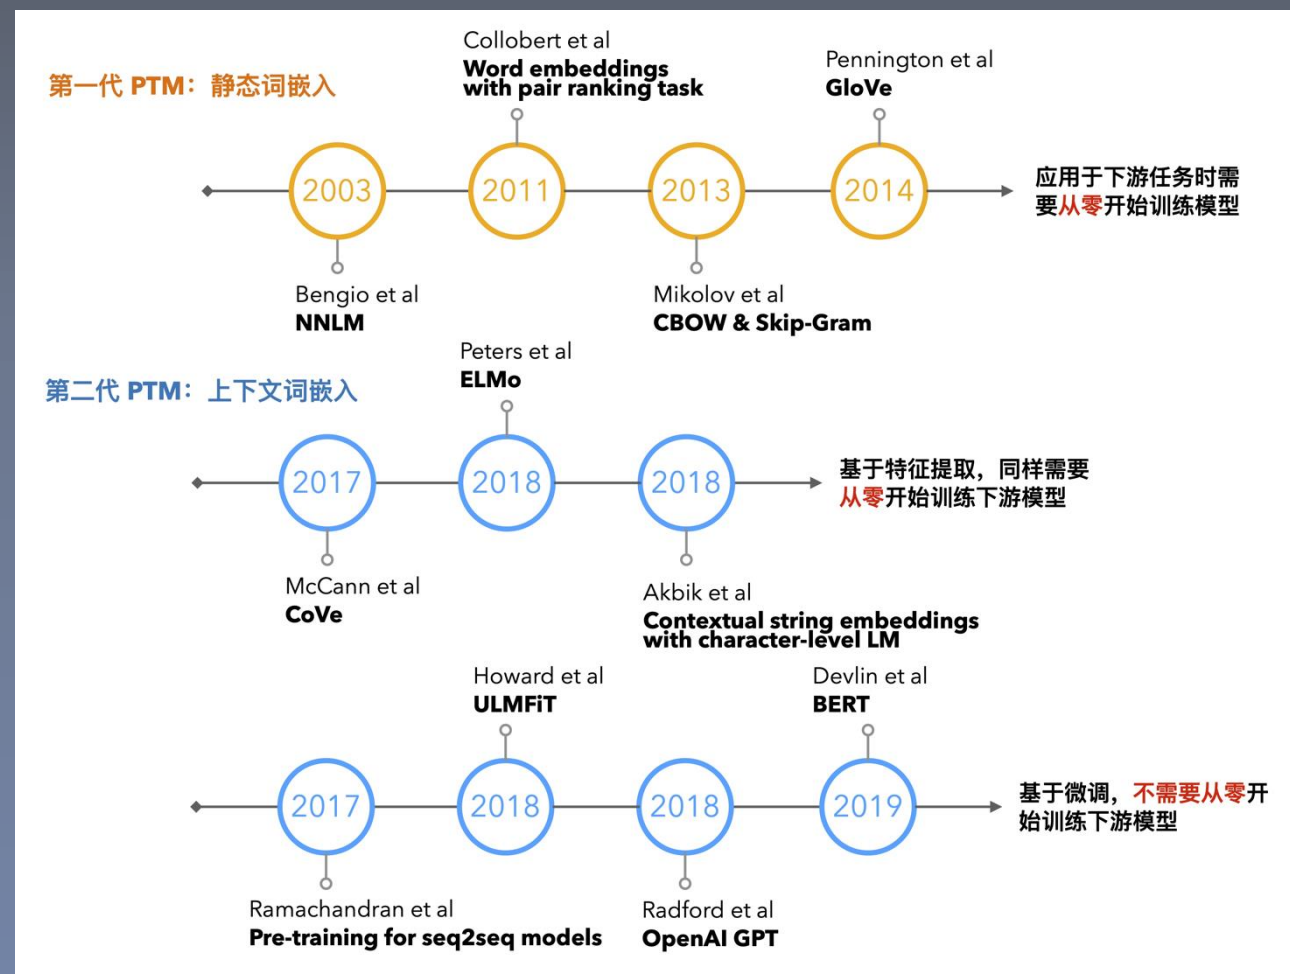 第一代 PTM：静态词嵌入
Collobert et al
Word embeddings
with pair ranking task
Pennington et al
GloVe
2003
2011
2013
2014
应用于下游任务时需
要从零开始训练模型
Bengio et al
NNLM
Mikolov et al
CBOW & Skip-Gram
第二代 PTM：上下文词嵌入
Peters et al
ELMo
2017
2018
2018
基于特征提取，同样需要
从零开始训练下游模型
McCann et al
CoVe
Akbik et al
Contextual string embeddings
with character-level LM
Howard et al
ULMFiT
Devlin et al
BERT
2017
2018
2018
2019
基于微调，不需要从零开
始训练下游模型
Ramachandran et al
Pre-training for seq2seq models
Radford et al
OpenAI GPT